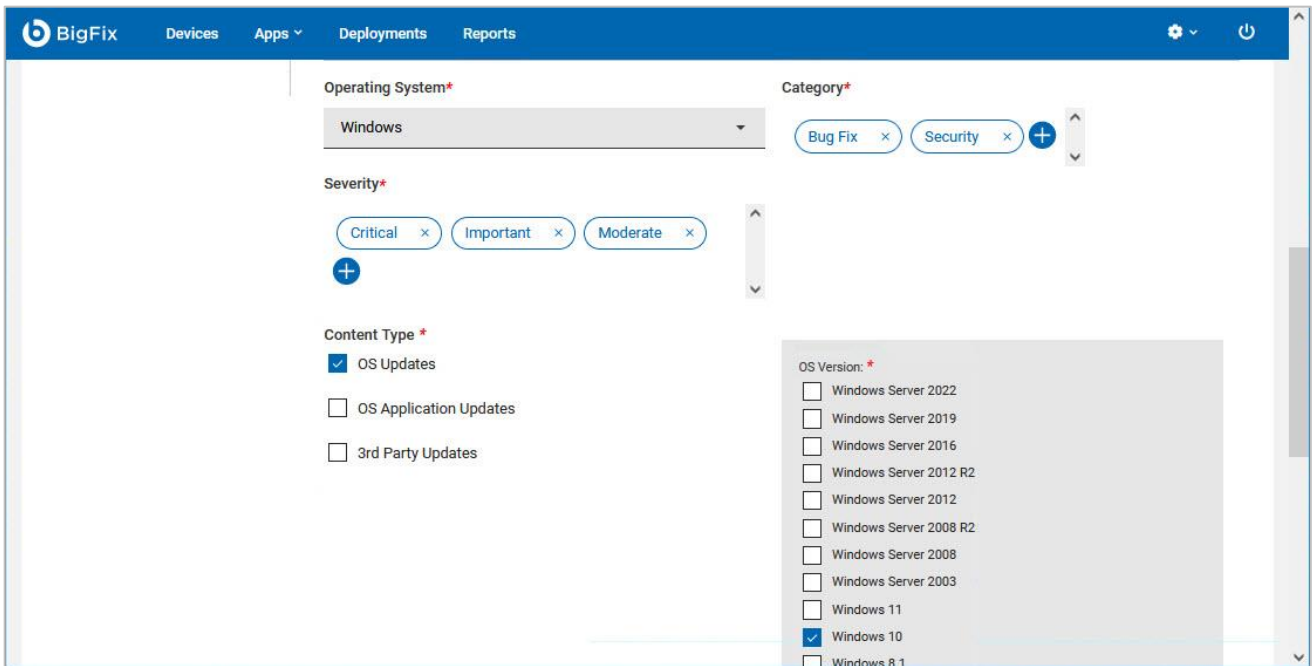 BigFix Devices Apps Deployments Reports
Operating System*
Windows
Category*
Bug Fix × Security ×
Severity*
Critical × Important × Moderate ×
Content Type *
OS Updates
OS Application Updates
3rd Party Updates
OS Version: *
Windows Server 2022
Windows Server 2019
Windows Server 2016
Windows Server 2012 R2
Windows Server 2012
Windows Server 2008 R2
Windows Server 2008
Windows Server 2003
Windows 11
Windows 10
Windows 8.1